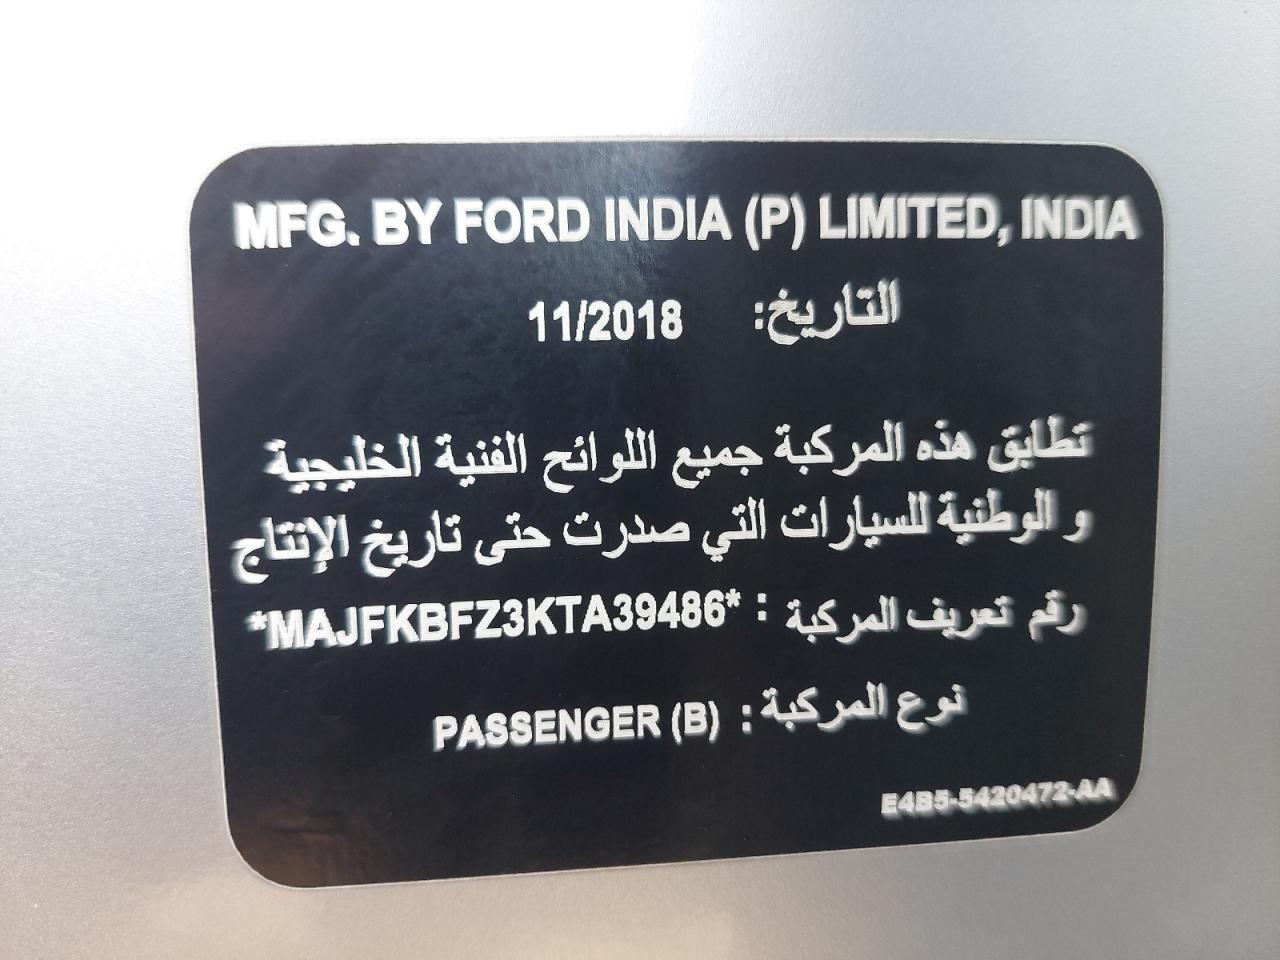 MFG. BY FORD INDIA (P) LIMITED, INDIA
التاريخ: 11/2018
تطابق هذه المركبة جميع اللوائح الفنية الخليجية
و الوطنية للسيارات التي صدرت حتى تاريخ الإنتاج
رقم تعريف المركبة : *MAJFKBFZ3KTA39486*
نوع المركبة : PASSENGER (B)
E4B5-5420472-AA